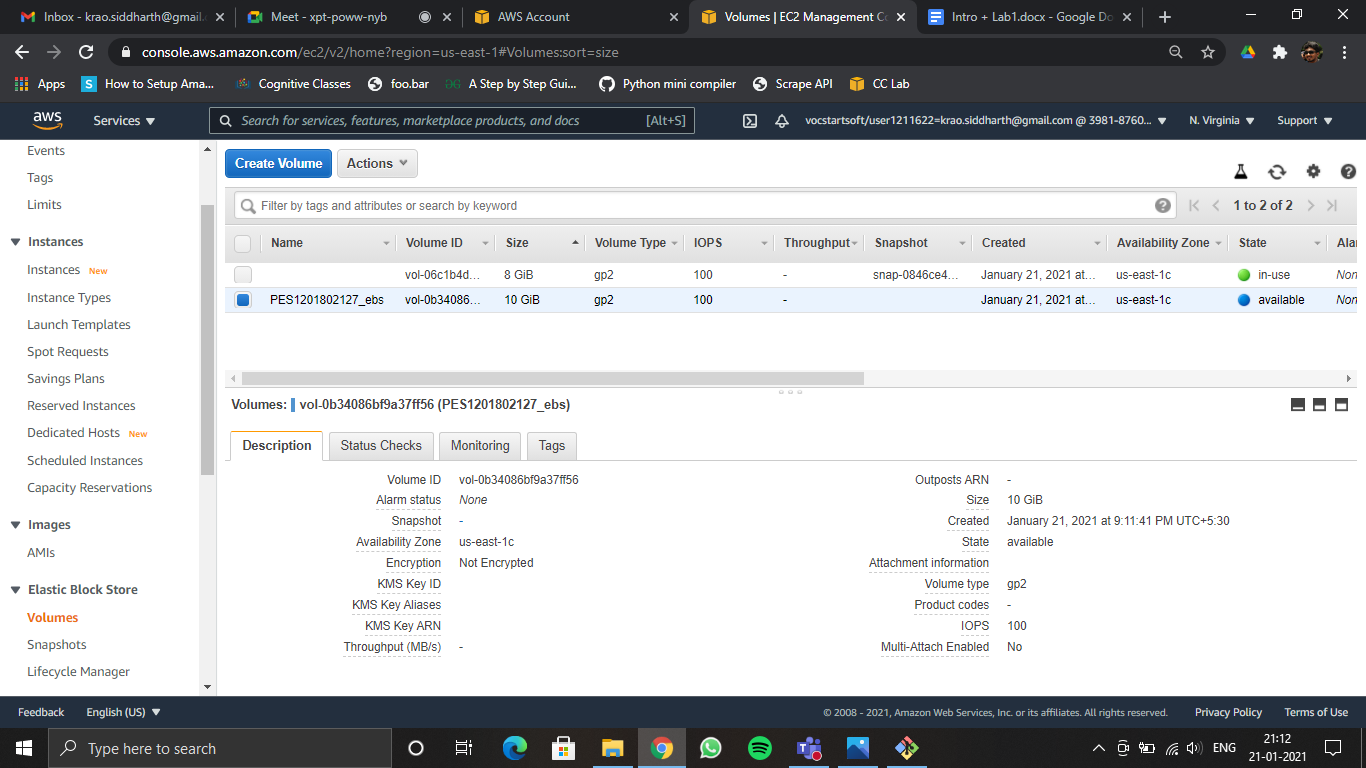 Inbox - krao.siddharth@gmail.
Meet - xpt-poww-nyb
AWS Account
Volumes | EC2 Management Co
Intro + Lab1.docx - Google Do
console.aws.amazon.com/ec2/v2/home?region=us-east-1#Volumes:sort=size
Apps
How to Setup Ama...
Cognitive Classes
foo.bar
A Step by Step Gui...
Python mini compiler
Scrape API
CC Lab
aws
Services
Search for services, features, marketplace products, and docs
[Alt+S]
vocstartsoft/user1211622=krao.siddharth@gmail.com @ 3981-8760...
N. Virginia
Support
Events
Tags
Limits
Instances
Instances New
Instance Types
Launch Templates
Spot Requests
Savings Plans
Reserved Instances
Dedicated Hosts New
Scheduled Instances
Capacity Reservations
Images
AMIs
Elastic Block Store
Volumes
Snapshots
Lifecycle Manager
Create Volume
Actions
Filter by tags and attributes or search by keyword
1 to 2 of 2
Name Volume ID Size Volume Type IOPS Throughput Snapshot Created Availability Zone State Alar
vol-06c1b4d... 8 GiB gp2 100 - snap-0846ce4... January 21, 2021 at... us-east-1c in-use Non
PES1201802127_ebs vol-0b34086... 10 GiB gp2 100 - January 21, 2021 at... us-east-1c available Non
Volumes: vol-0b34086bf9a37ff56 (PES1201802127_ebs)
Description
Status Checks
Monitoring
Tags
Volume ID vol-0b34086bf9a37ff56
Alarm status None
Snapshot -
Availability Zone us-east-1c
Encryption Not Encrypted
KMS Key ID
KMS Key Aliases
KMS Key ARN
Throughput (MB/s) -
Outposts ARN -
Size 10 GiB
Created January 21, 2021 at 9:11:41 PM UTC+5:30
State available
Attachment information
Volume type gp2
Product codes -
IOPS 100
Multi-Attach Enabled No
Feedback
English (US)
© 2008 - 2021, Amazon Web Services, Inc. or its affiliates. All rights reserved.
Privacy Policy
Terms of Use
Type here to search
ENG
21:12
21-01-2021